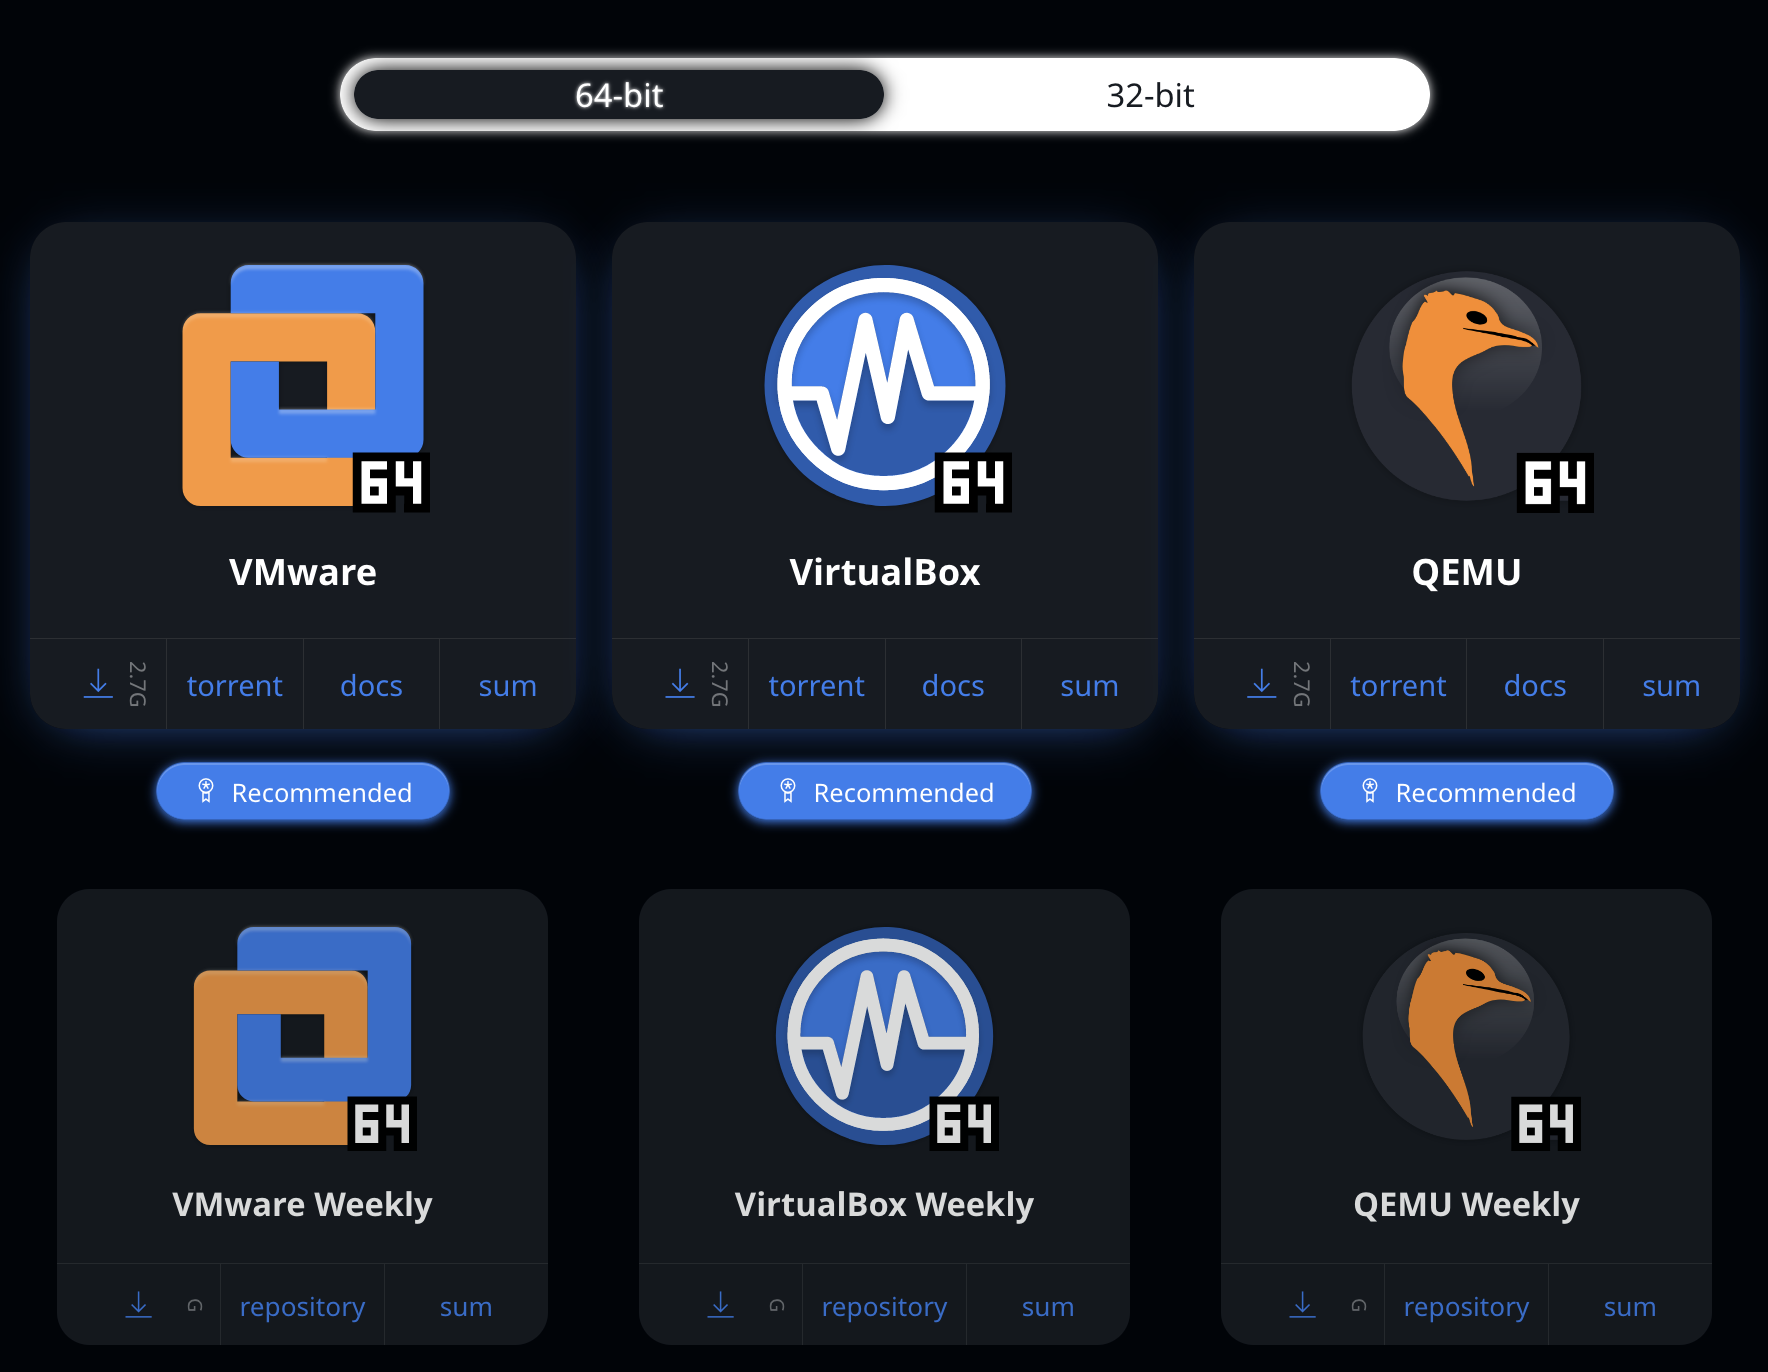 64-bit 32-bit
64 64 64
VMware VirtualBox QEMU
2.7G torrent docs sum 2.7G torrent docs sum 2.7G torrent docs sum
Recommended Recommended Recommended
64 64 64
VMware Weekly VirtualBox Weekly QEMU Weekly
G repository sum G repository sum G repository sum